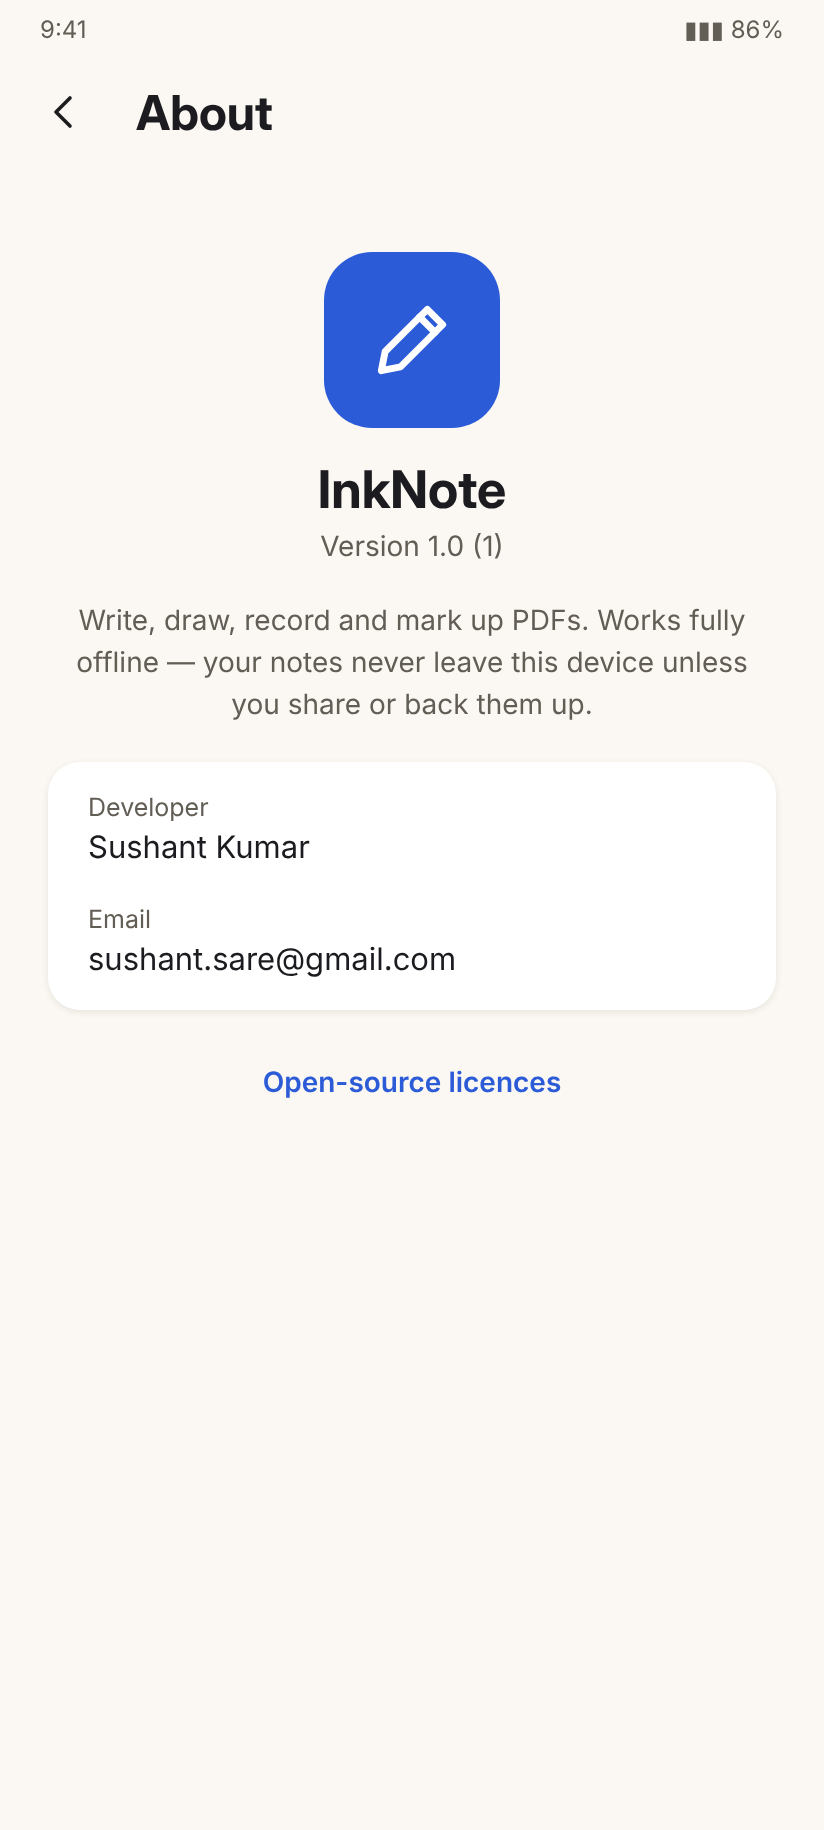 9:41
86%
About
InkNote
Version 1.0 (1)
Write, draw, record and mark up PDFs. Works fully
offline — your notes never leave this device unless
you share or back them up.
Developer
Sushant Kumar
Email
sushant.sare@gmail.com
Open-source licences